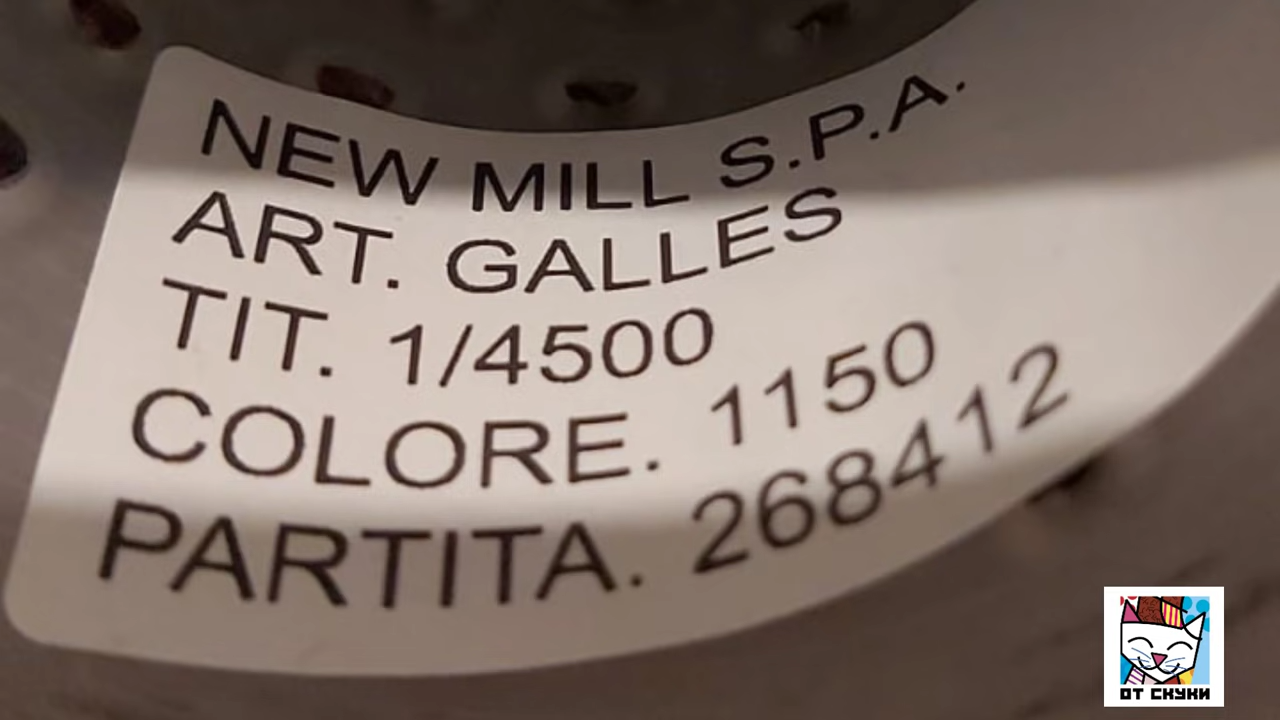 NEW MILL S.P.A.
ART. GALLES
TIT. 1/4500
COLORE. 1150
PARTITA. 268412
ОТ СКУКИ